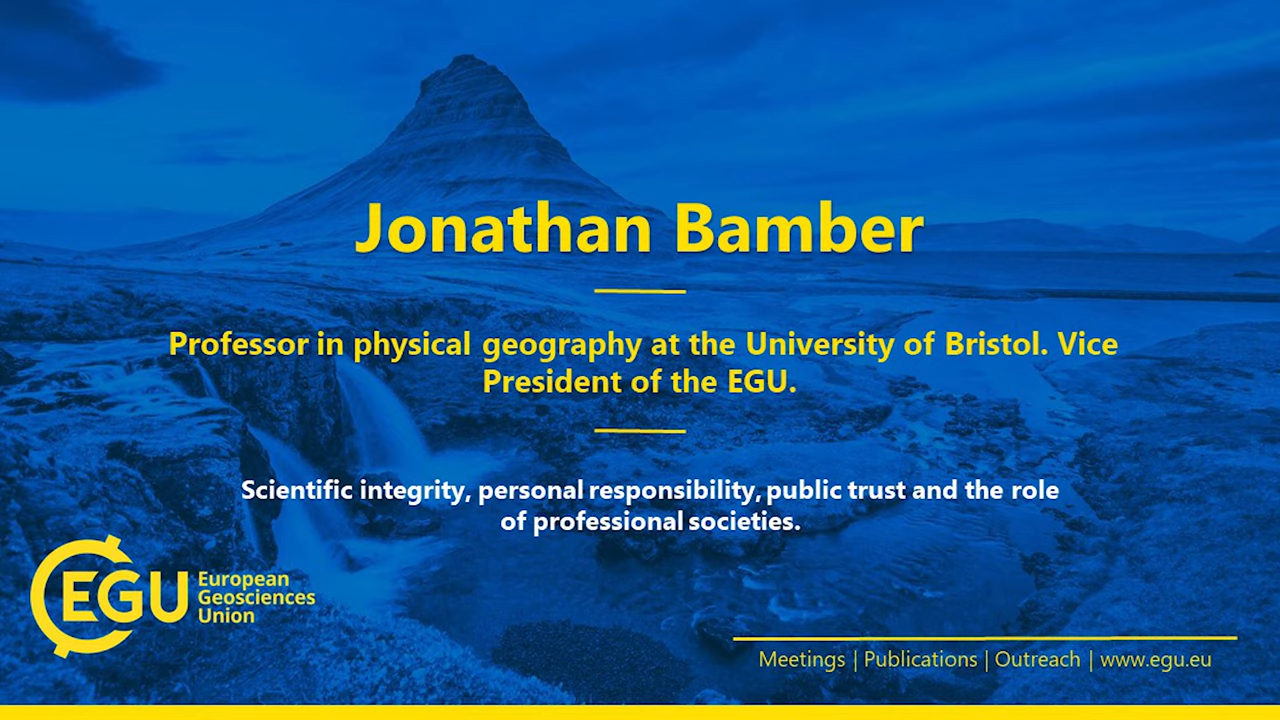 Jonathan Bamber
Professor in physical geography at the University of Bristol. Vice
President of the EGU.
Scientific integrity, personal responsibility, public trust and the role
of professional societies.
EGU
European
Geosciences
Union
Meetings | Publications | Outreach | www.egu.eu